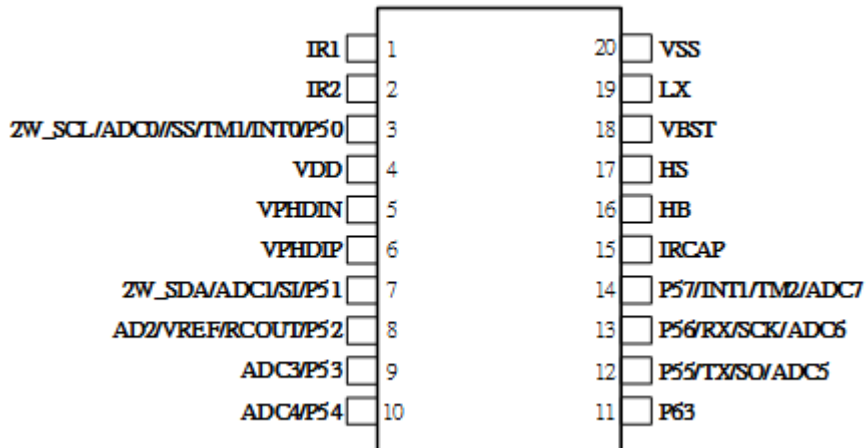 IR1 1 20 VSS
IR2 2 19 LX
2W_SCL/ADC0//SS/TM1/INT0/P50 3 18 VBST
VDD 4 17 HS
VPHDIN 5 16 HB
VPHDIP 6 15 IRCAP
2W_SDA/ADC1/SI/P51 7 14 P57/INT1/TM2/ADC7
AD2/VREF/RCOUT/P52 8 13 P56/RX/SCK/ADC6
ADC3/P53 9 12 P55/TX/SO/ADC5
ADC4/P54 10 11 P63